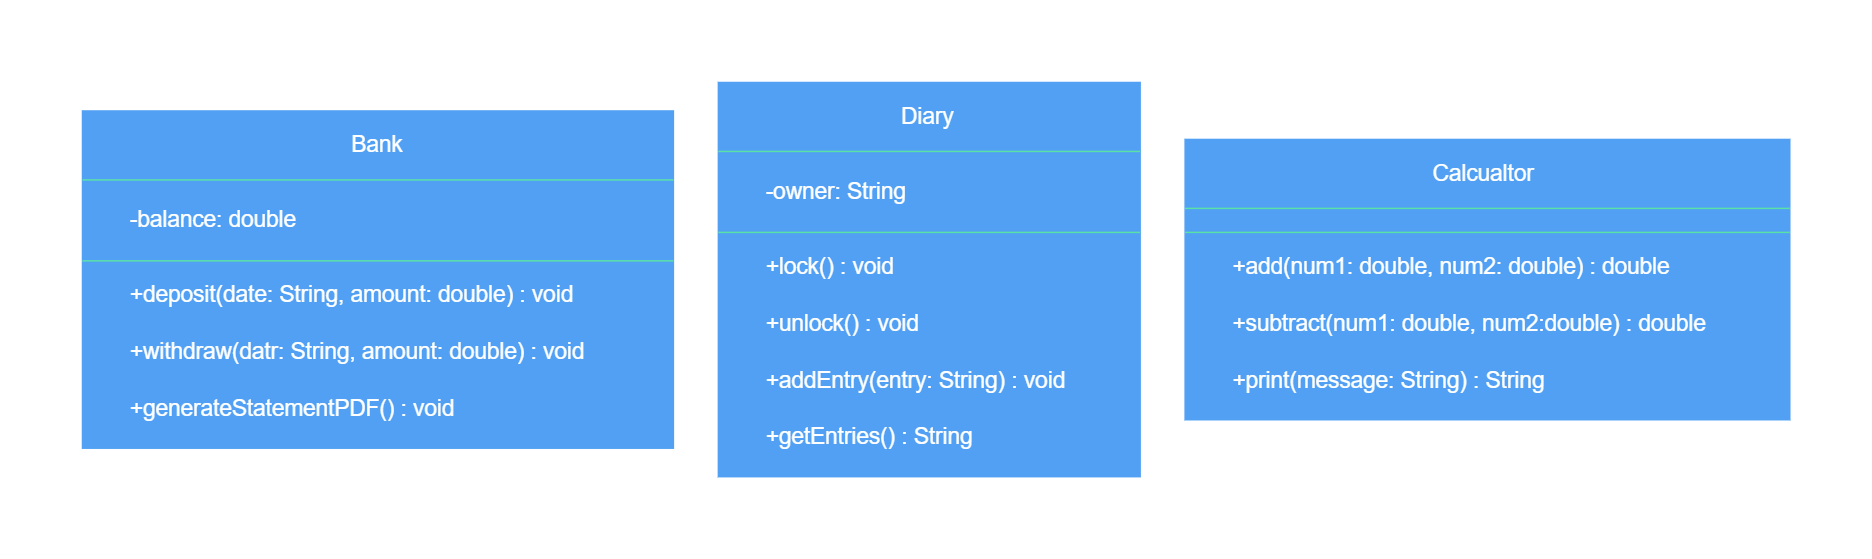 Bank
-balance: double
+deposit(date: String, amount: double) : void
+withdraw(datr: String, amount: double) : void
+generateStatementPDF() : void
Diary
-owner: String
+lock() : void
+unlock() : void
+addEntry(entry: String) : void
+getEntries() : String
Calcualtor
+add(num1: double, num2: double) : double
+subtract(num1: double, num2:double) : double
+print(message: String) : String